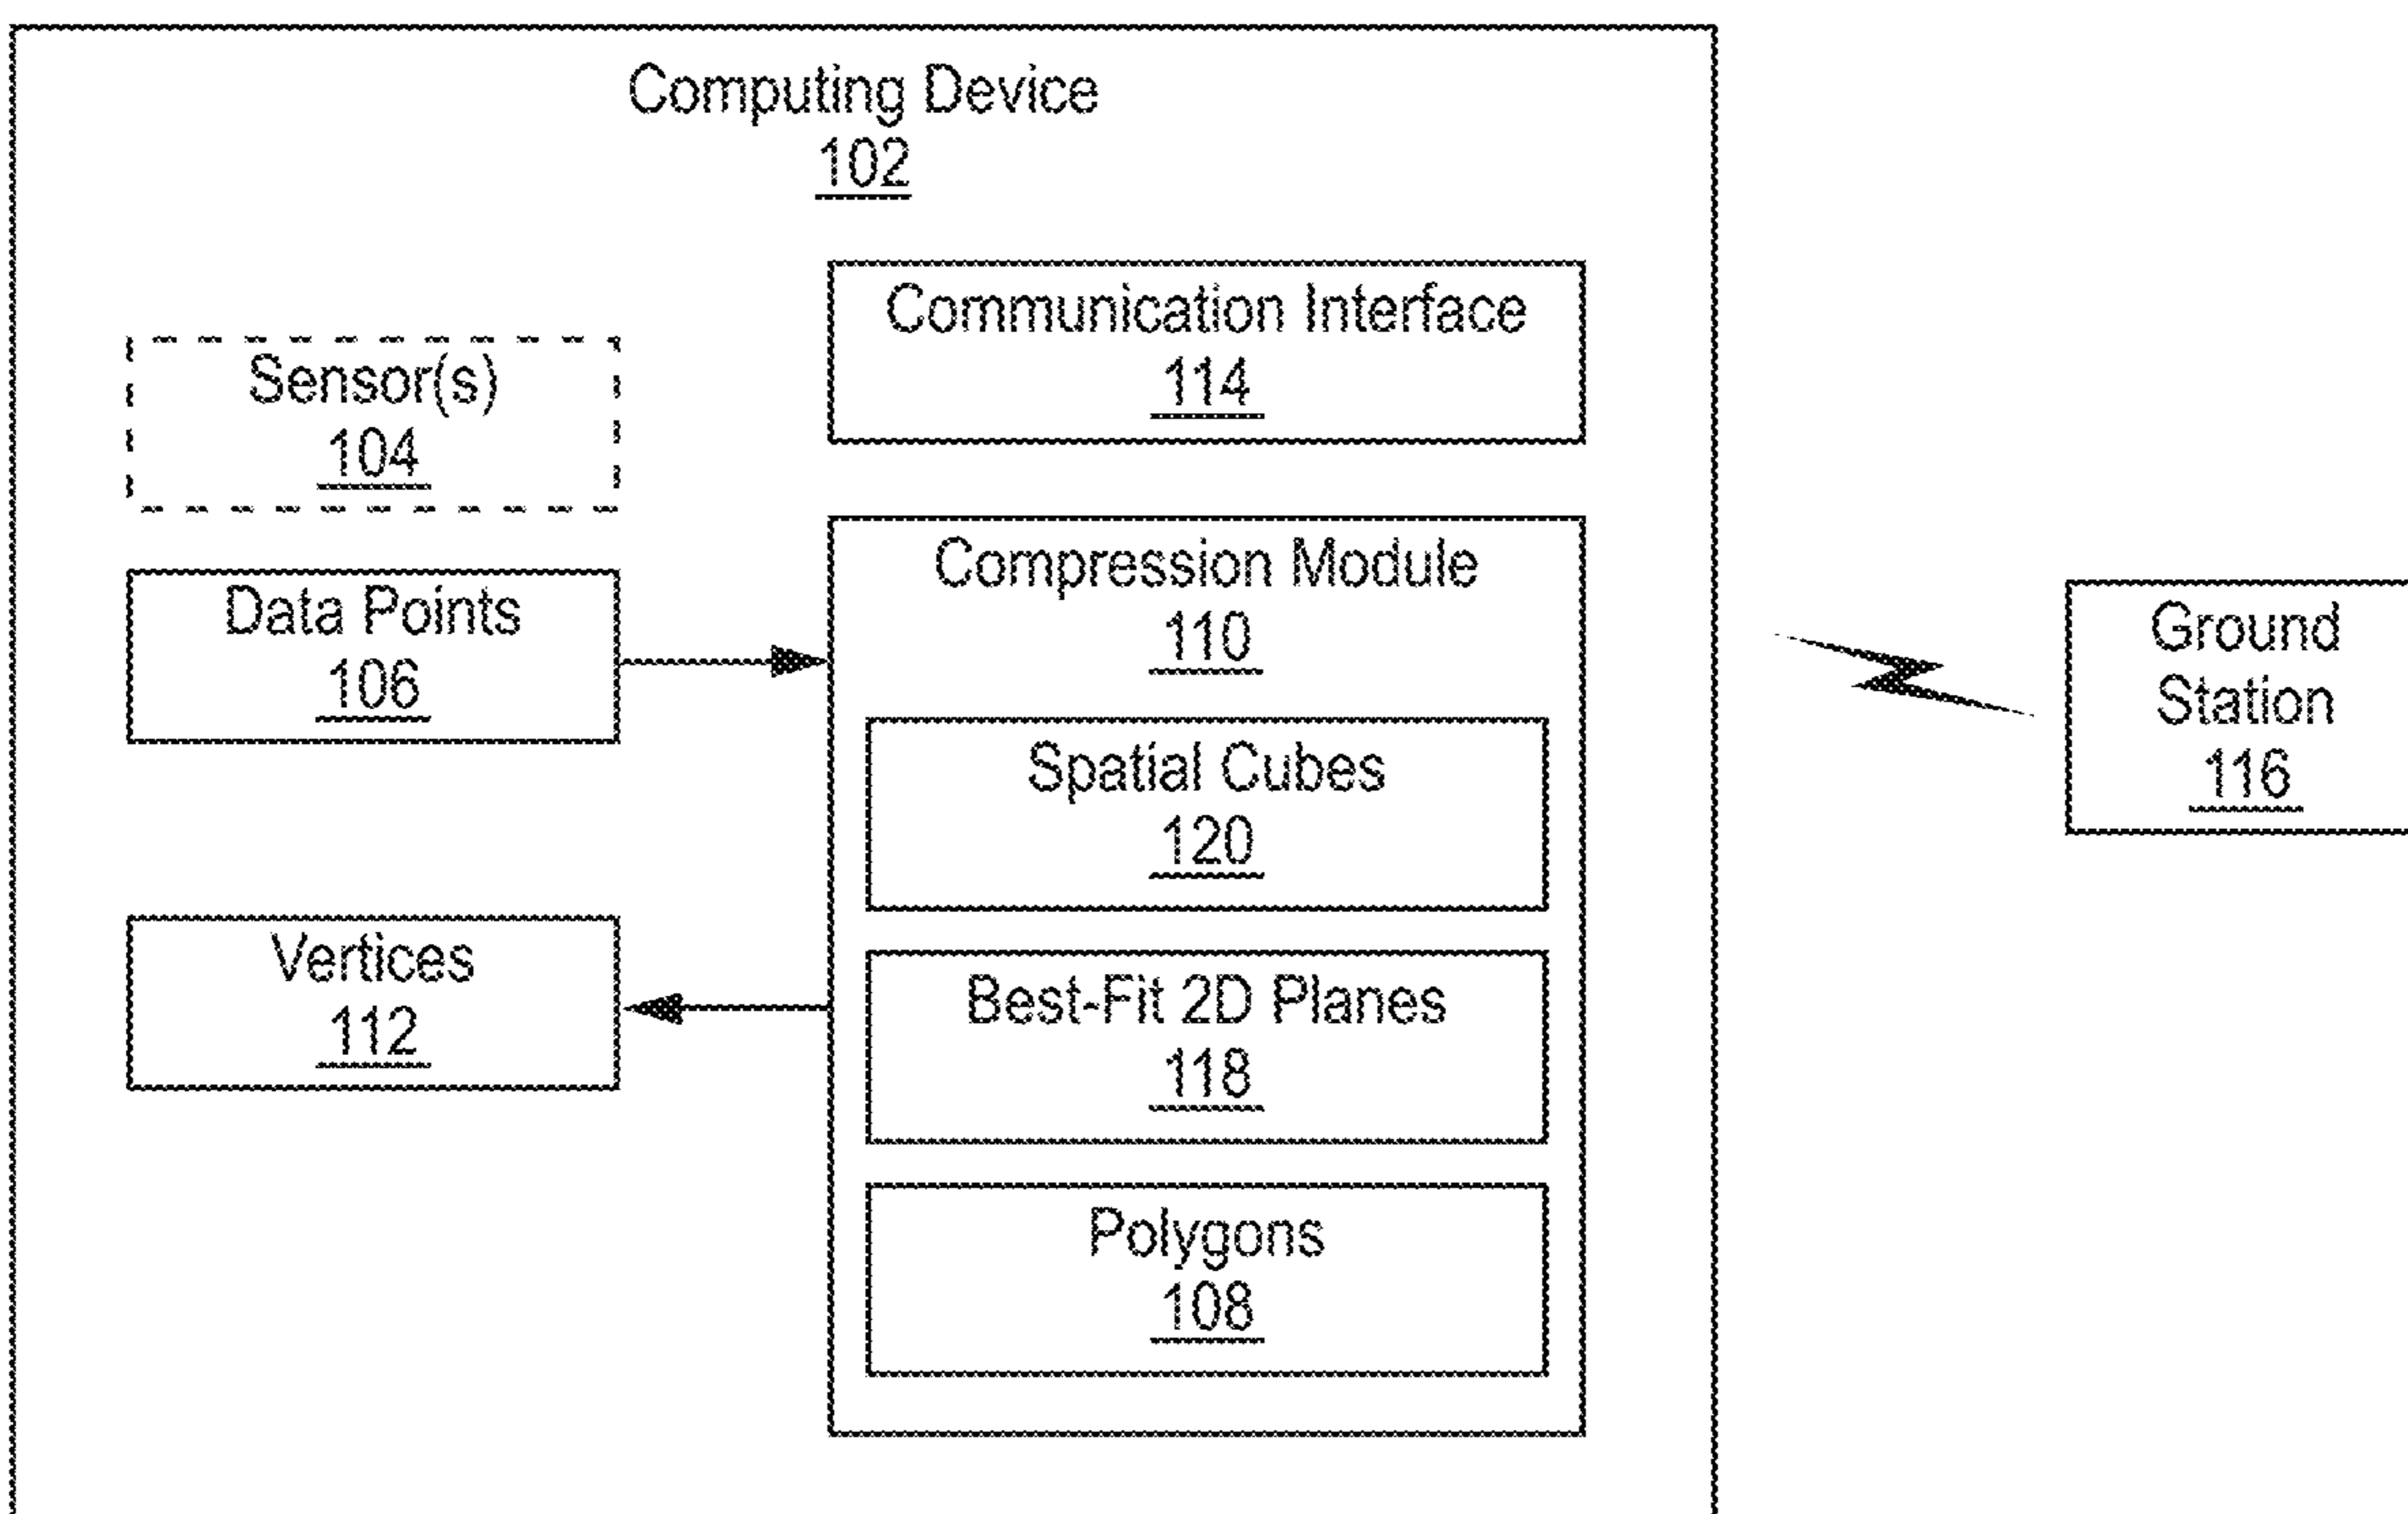 Computing Device
102
Communication Interface
114
Sensor(s)
104
Data Points
106
Compression Module
110
Spatial Cubes
120
Vertices
112
Best-Fit 2D Planes
118
Polygons
108
Ground
Station
116